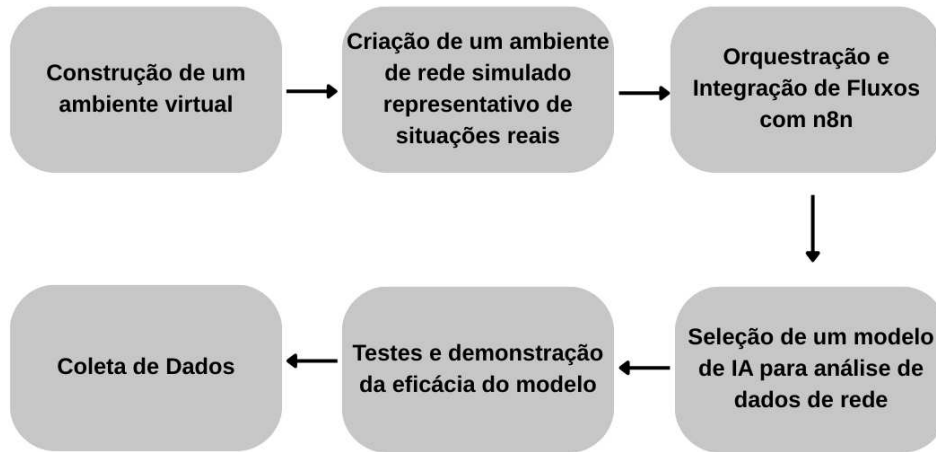 Construção de um
ambiente virtual
Criação de um ambiente
de rede simulado
representativo de
situações reais
Orquestração e
Integração de Fluxos
com n8n
Seleção de um modelo
de IA para análise de
dados de rede
Testes e demonstração
da eficácia do modelo
Coleta de Dados